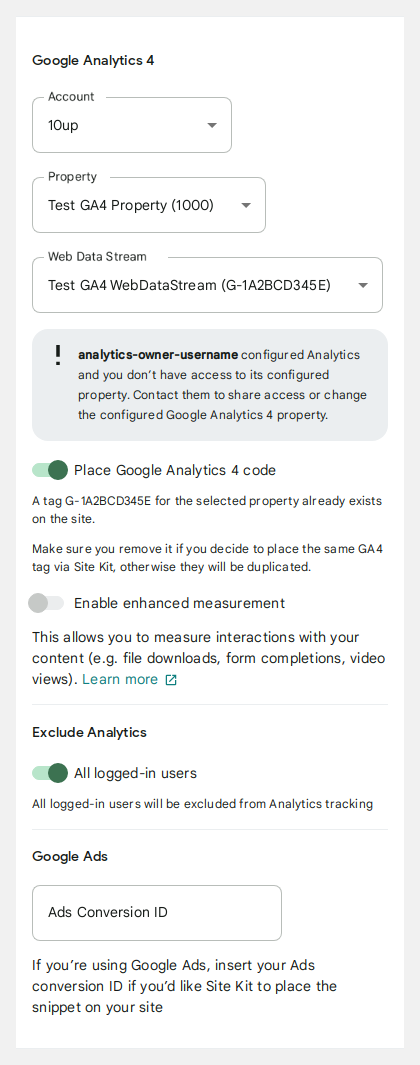 Google Analytics 4
Account
10up
Property
Test GA4 Property (1000)
Web Data Stream
Test GA4 WebDataStream (G-1A2BCD345E)
analytics-owner-username configured Analytics
and you don’t have access to its configured
property. Contact them to share access or change
the configured Google Analytics 4 property.
Place Google Analytics 4 code
A tag G-1A2BCD345E for the selected property already exists
on the site.
Make sure you remove it if you decide to place the same GA4
tag via Site Kit, otherwise they will be duplicated.
Enable enhanced measurement
This allows you to measure interactions with your
content (e.g. file downloads, form completions, video
views). Learn more
Exclude Analytics
All logged-in users
All logged-in users will be excluded from Analytics tracking
Google Ads
Ads Conversion ID
If you’re using Google Ads, insert your Ads
conversion ID if you’d like Site Kit to place the
snippet on your site